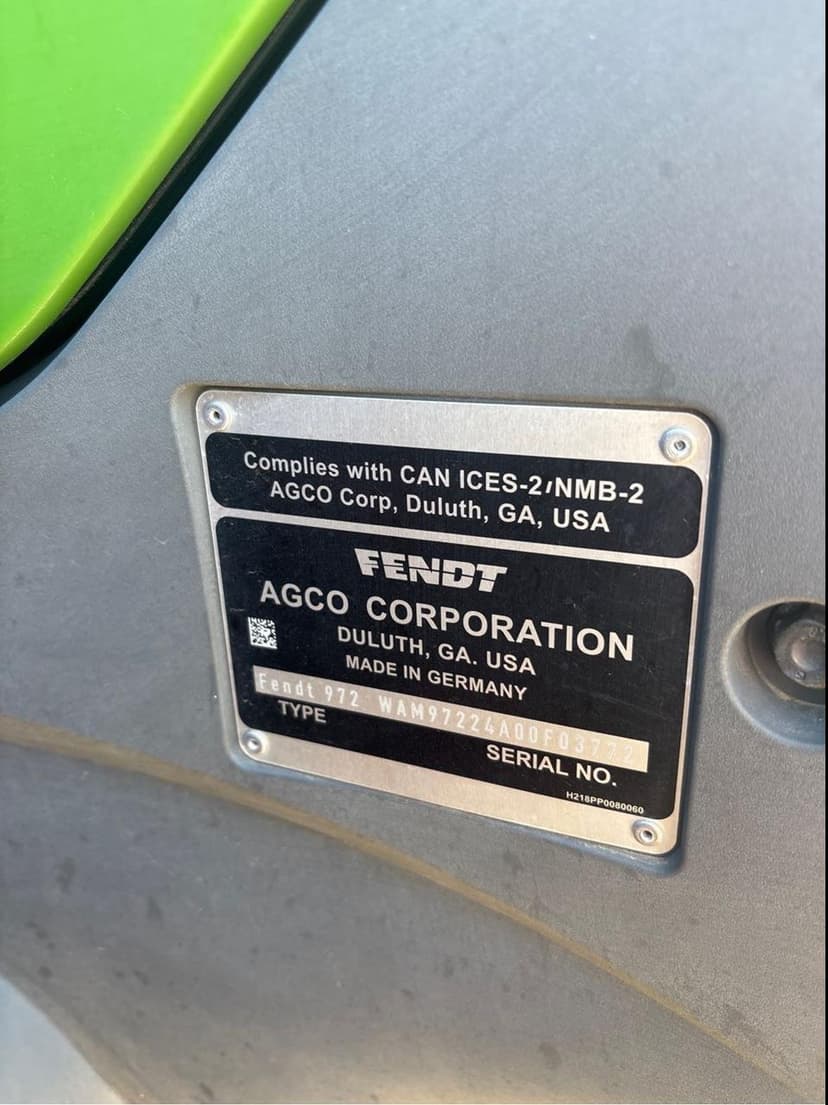 Complies with CAN ICES-2/NMB-2
AGCO Corp, Duluth, GA, USA
FENDT
AGCO CORPORATION
DULUTH, GA. USA
MADE IN GERMANY
Fendt 972 WAM97224A00F03772
TYPE
SERIAL NO.
H218PP0080060